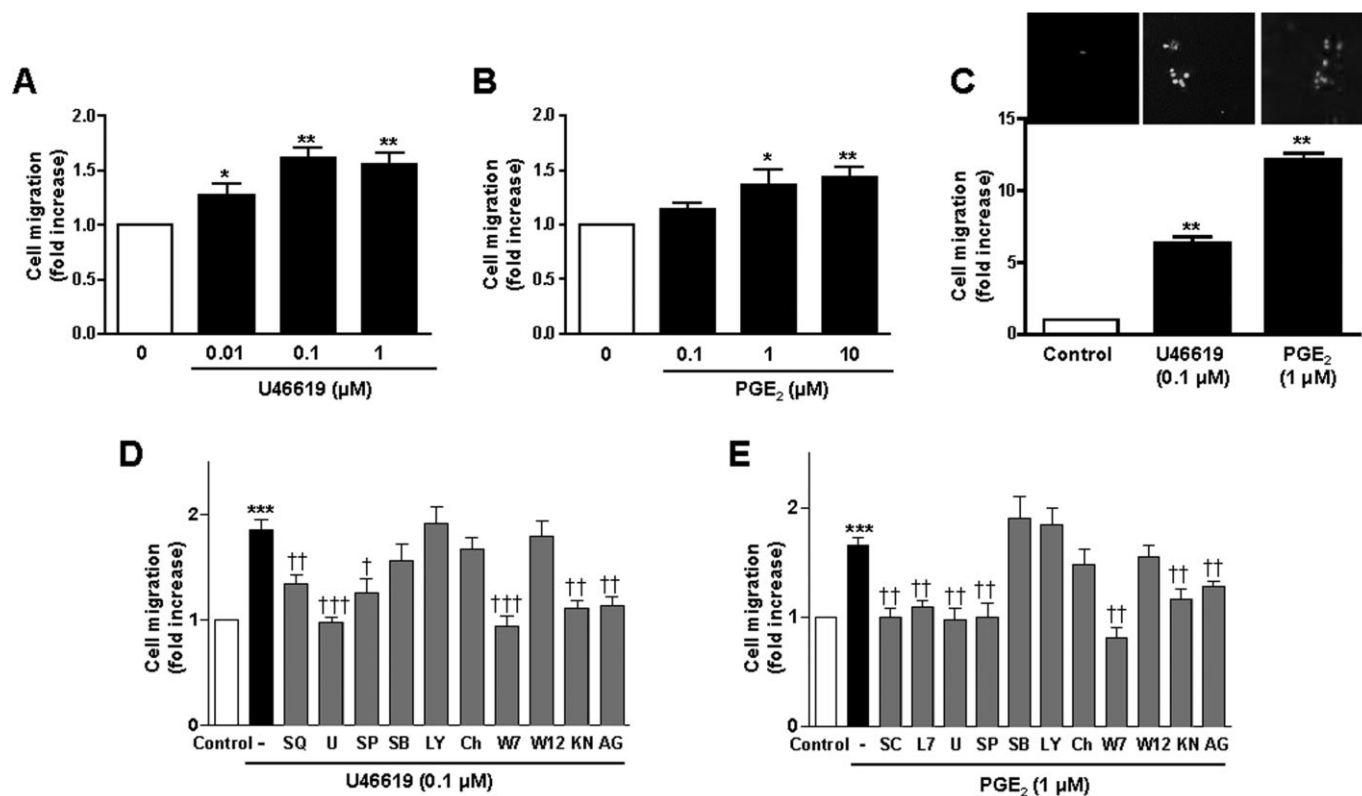 A
Cell migration
(fold increase)
2.0
1.5
1.0
0.5
0.0
*
**
**
0
0.01
0.1
1
U46619 (µM)
B
Cell migration
(fold increase)
2.0
1.5
1.0
0.5
0.0
*
**
0
0.1
1
10
PGE₂ (µM)
C
Cell migration
(fold increase)
15
10
5
0
**
**
Control
U46619
(0.1 µM)
PGE₂
(1 µM)
D
Cell migration
(fold increase)
2
1
0
***
††
†††
†
†††
††
††
Control - SQ U SP SB LY Ch W7 W12 KN AG
U46619 (0.1 µM)
E
Cell migration
(fold increase)
2
1
0
***
††
††
††
††
††
††
††
Control - SC L7 U SP SB LY Ch W7 W12 KN AG
PGE₂ (1 µM)